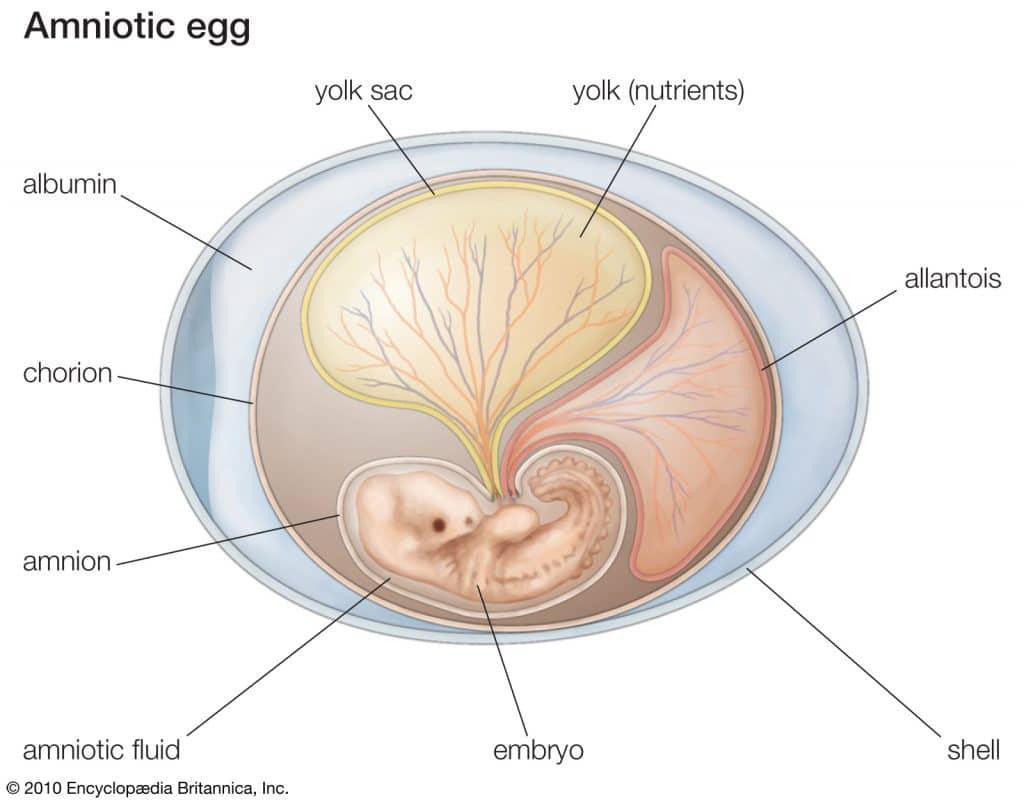 Amniotic egg
yolk sac
yolk (nutrients)
albumin
allantois
chorion
amnion
amniotic fluid
embryo
shell
© 2010 Encyclopædia Britannica, Inc.